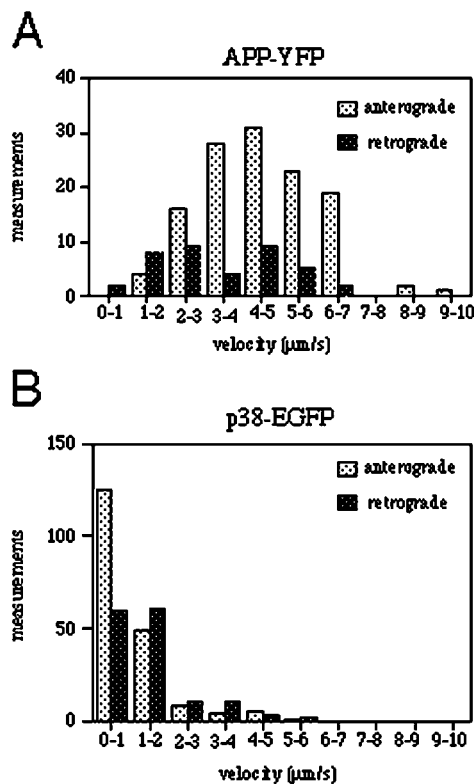 A
APP-YFP
40
30
20
10
0
measurements
anterograde
retrograde
0-1 1-2 2-3 3-4 4-5 5-6 6-7 7-8 8-9 9-10
velocity (µm/s)
B
p38-EGFP
150
100
50
0
measurements
anterograde
retrograde
0-1 1-2 2-3 3-4 4-5 5-6 6-7 7-8 8-9 9-10
velocity (µm/s)